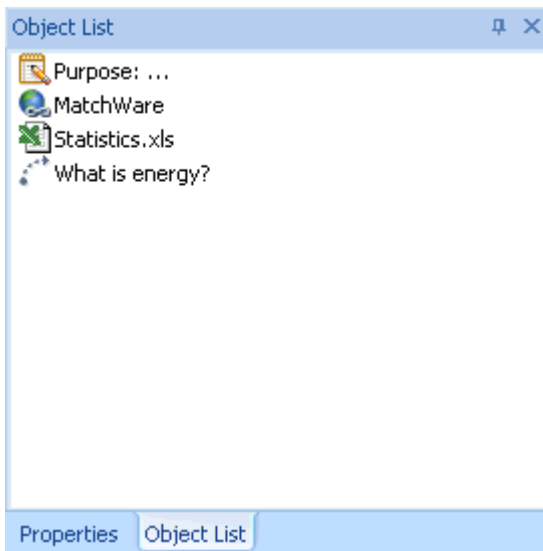 Object List
Purpose: ...
MatchWare
Statistics.xls
What is energy?
Properties Object List